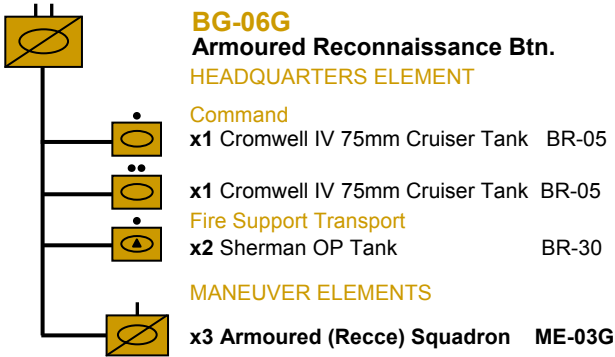 BG-06G
Armoured Reconnaissance Btn.
HEADQUARTERS ELEMENT
Command
x1 Cromwell IV 75mm Cruiser Tank BR-05
x1 Cromwell IV 75mm Cruiser Tank BR-05
Fire Support Transport
x2 Sherman OP Tank BR-30
MANEUVER ELEMENTS
x3 Armoured (Recce) Squadron ME-03G